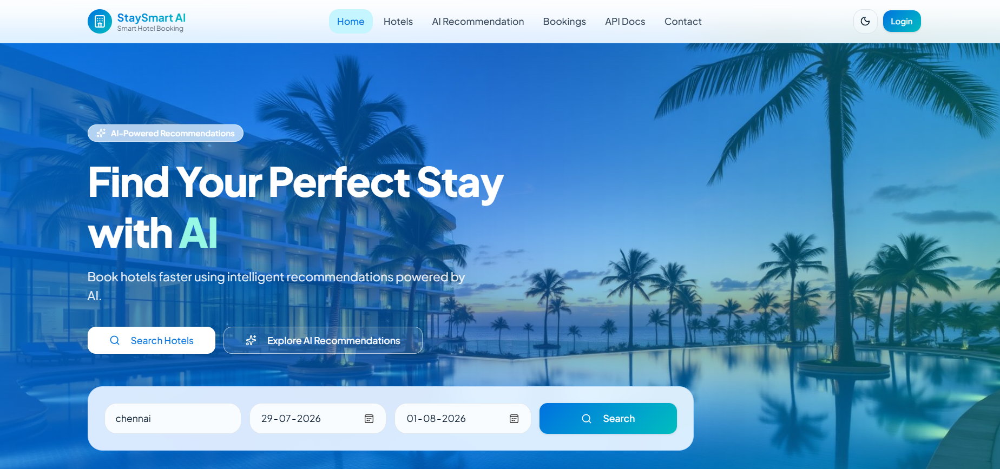 StaySmart AI
Smart Hotel Booking
Home
Hotels
AI Recommendation
Bookings
API Docs
Contact
Login
AI-Powered Recommendations
Find Your Perfect Stay
with AI
Book hotels faster using intelligent recommendations powered by
AI.
Search Hotels
Explore AI Recommendations
chennai
29-07-2026
01-08-2026
Search